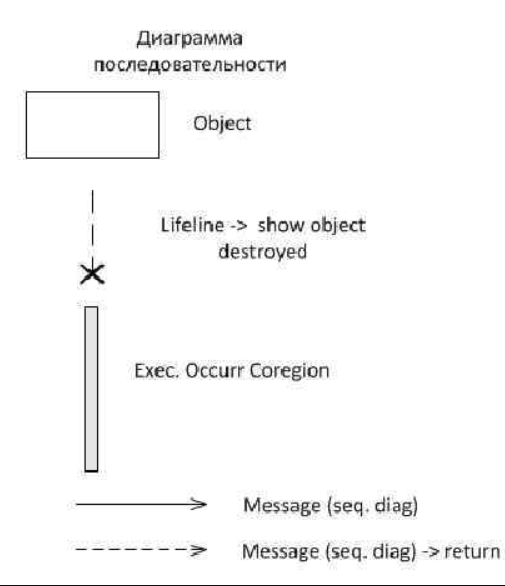 Диаграмма
последовательности
Object
Lifeline -> show object
destroyed
Exec. Occurr Coregion
Message (seq. diag)
Message (seq. diag) -> return